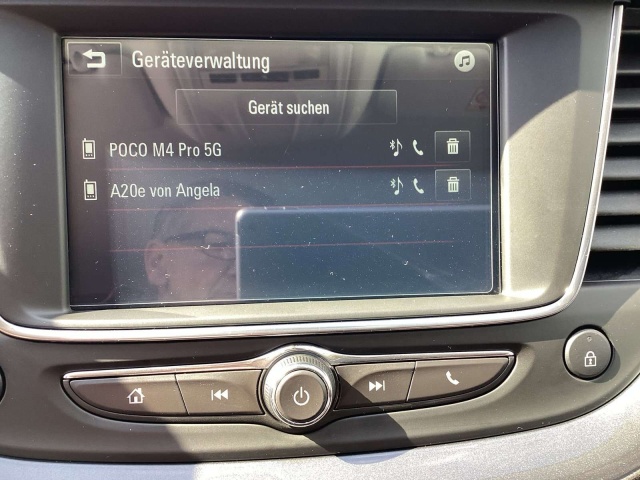 Geräteverwaltung
Gerät suchen
POCO M4 Pro 5G
A20e von Angela